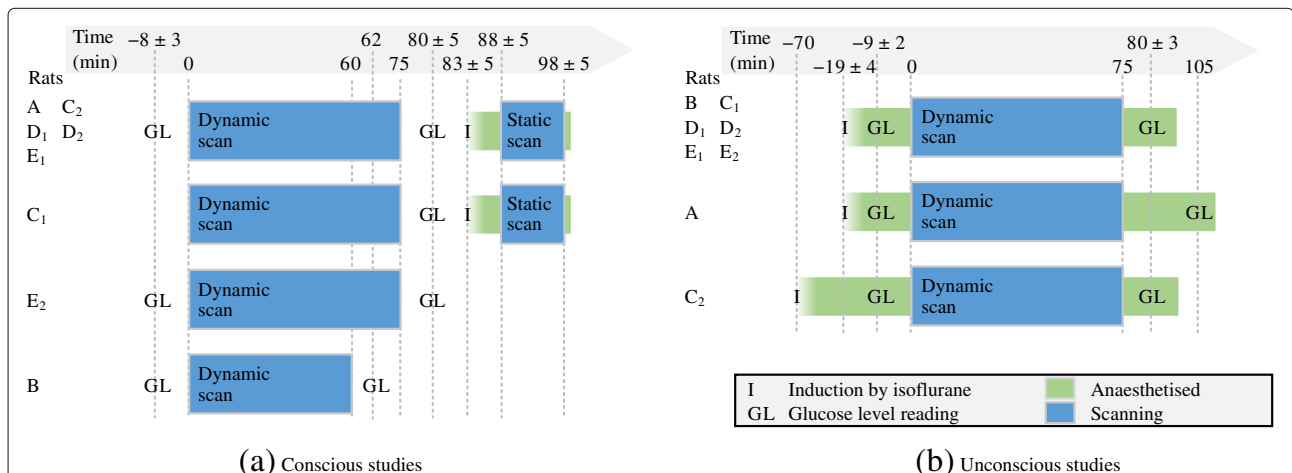 Time −8 ± 3 62 80 ± 5 88 ± 5
(min) 0 60 75 83 ± 5 98 ± 5
Rats
A C2
D1 D2
E1
GL Dynamic scan GL I Static scan
C1 Dynamic scan GL I Static scan
E2 GL Dynamic scan GL
B GL Dynamic scan GL
(a) Conscious studies
Time −70 −9 ± 2 80 ± 3
(min) −19 ± 4 0 75 105
Rats
B C1
D1 D2
E1 E2
I GL Dynamic scan GL
A I GL Dynamic scan GL
C2 I GL Dynamic scan GL
I Induction by isoflurane Anaesthetised
GL Glucose level reading Scanning
(b) Unconscious studies